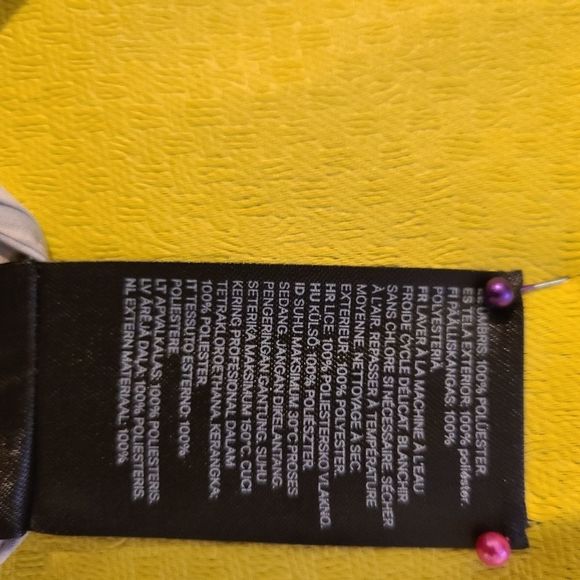 ÜMBRIS: 100% POLÜESTER.
ES TELA EXTERIOR: 100% poliéster.
FI PÄÄLLISKANGAS: 100%
POLYESTERIÄ
FR LAVER À LA MACHINE À L'EAU
FROIDE CYCLE DÉLICAT. BLANCHIR
SANS CHLORE SI NÉCESSAIRE. SÉCHER
À L'AIR. REPASSER À TEMPÉRATURE
MOYENNE. NETTOYAGE À SEC.
EXTERIEUR: 100% POLYESTER.
HR LICE: 100% POLIESTERSKO VLAKNO.
HU KÜLSŐ: 100% POLIÉSZTER.
ID SUHU MAKSIMUM 30°C PROSES
SEDANG. JANGAN DIKELANTANG.
PENGERINGAN GANTUNG. SUHU
SETERIKA MAKSIMUM 150°C. CUCI
KERING PROFESIONAL DALAM
TETRAKLOROETHANA. KERANGKA:
100% POLIESTER.
IT TESSUTO ESTERNO: 100%
POLIESTERE.
LT APVALKALAS: 100% POLIESTERIS.
LV ĀRĒJĀ DAĻA: 100% POLIESTERIS.
NL EXTERN MATERIAAL: 100%